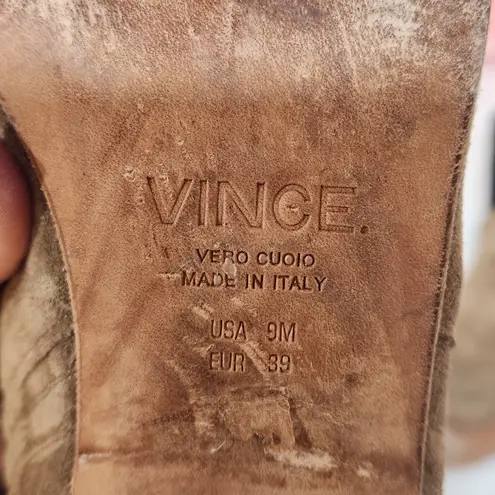 VINCE.
VERO CUOIO
MADE IN ITALY
USA 9M
EUR 39